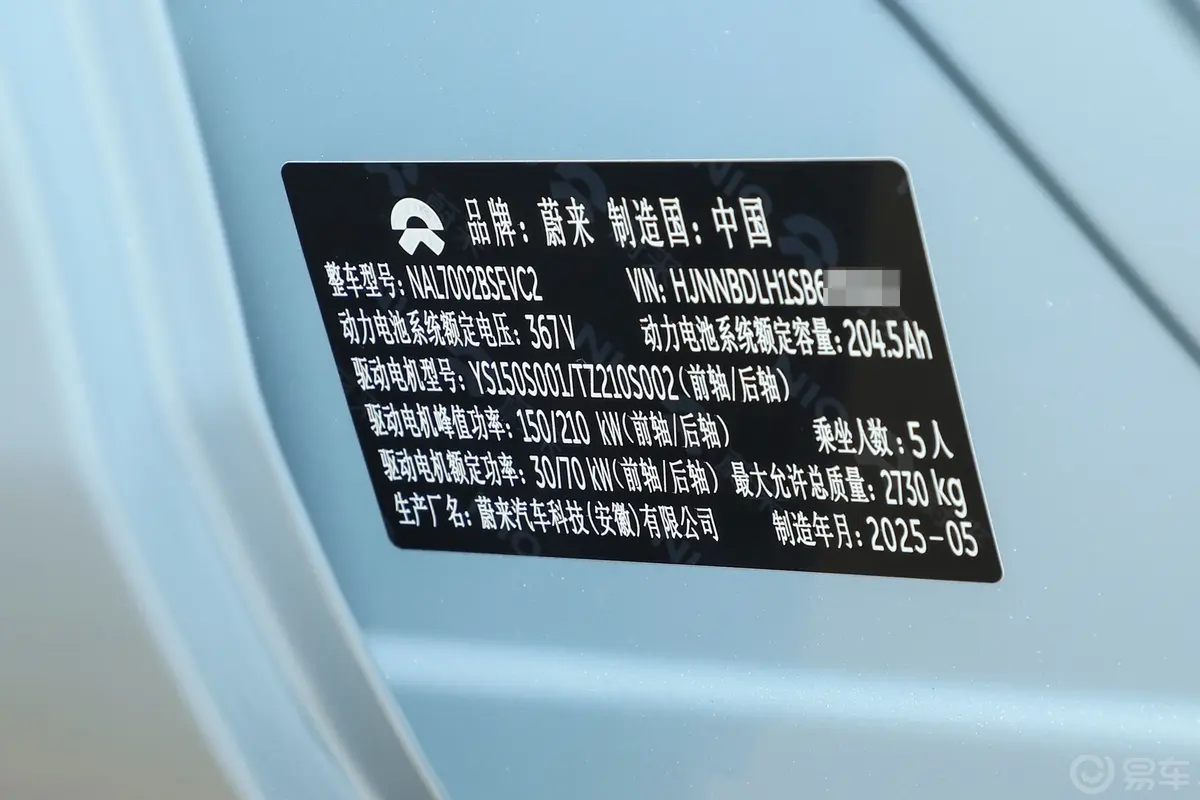 品牌: 蔚来 制造国: 中国
整车型号: NAL7002BSEVC2 VIN: HJNNBDLH1SB6
动力电池系统额定电压: 367V 动力电池系统额定容量: 204.5Ah
驱动电机型号: YS150S001/TZ210S002(前轴/后轴)
驱动电机峰值功率: 150/210 kW(前轴/后轴) 乘坐人数: 5人
驱动电机额定功率: 30/70 kW(前轴/后轴) 最大允许总质量: 2730 kg
生产厂名: 蔚来汽车科技(安徽)有限公司 制造年月: 2025-05
易车